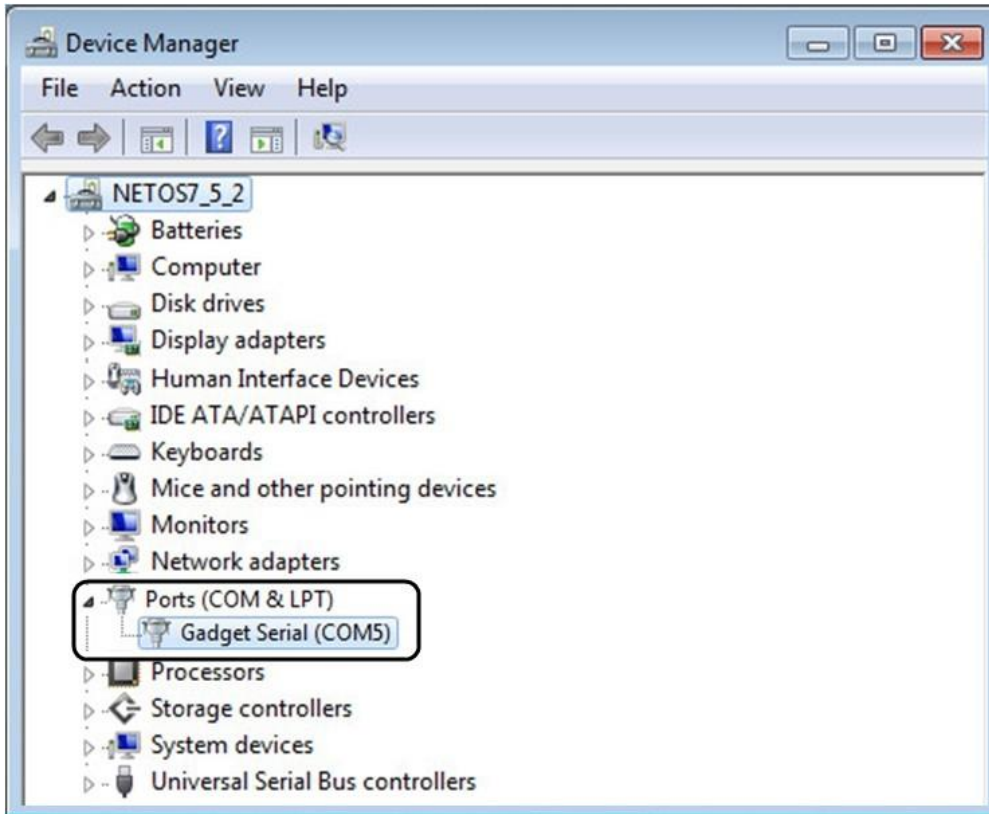 Device Manager
File Action View Help
NETOS7_5_2
Batteries
Computer
Disk drives
Display adapters
Human Interface Devices
IDE ATA/ATAPI controllers
Keyboards
Mice and other pointing devices
Monitors
Network adapters
Ports (COM & LPT)
Gadget Serial (COM5)
Processors
Storage controllers
System devices
Universal Serial Bus controllers